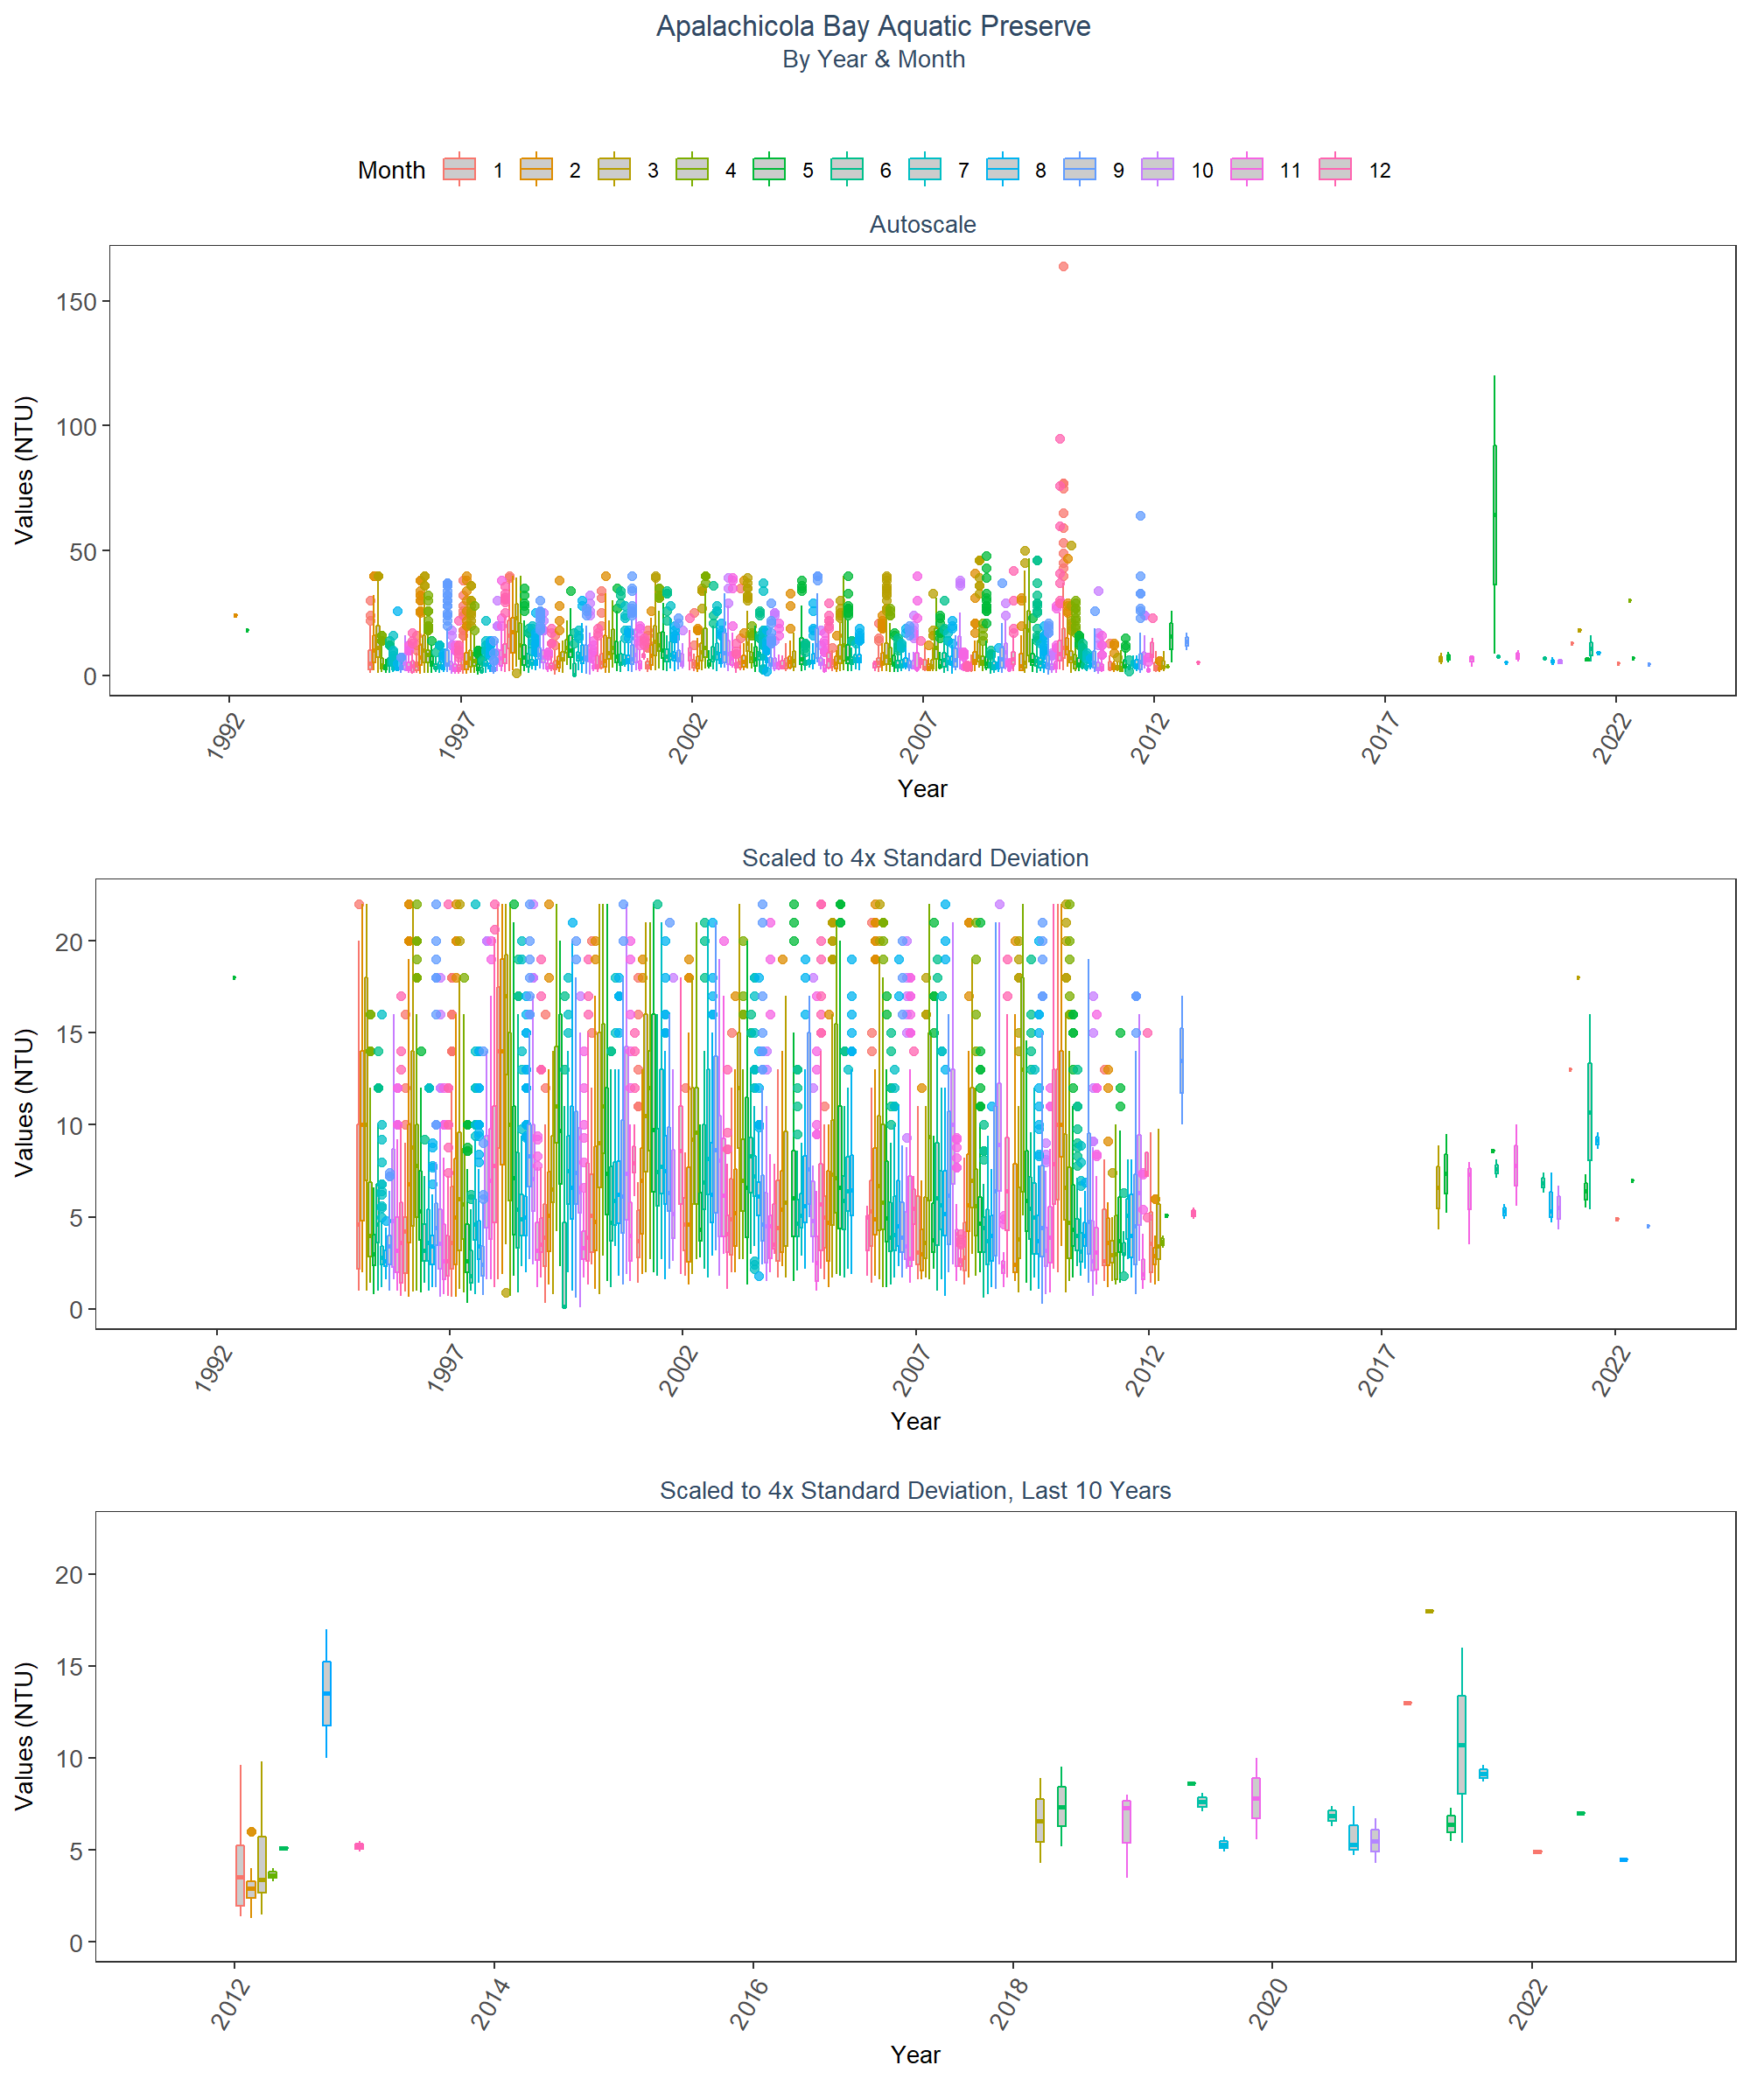 Apalachicola Bay Aquatic Preserve
By Year & Month
Month 1 2 3 4 5 6 7 8 9 10 11 12
Autoscale
Values (NTU)
150
100
50
0
1992 1997 2002 2007 2012 2017 2022
Year
Scaled to 4x Standard Deviation
Values (NTU)
20
15
10
5
0
1992 1997 2002 2007 2012 2017 2022
Year
Scaled to 4x Standard Deviation, Last 10 Years
Values (NTU)
20
15
10
5
0
2012 2014 2016 2018 2020 2022
Year